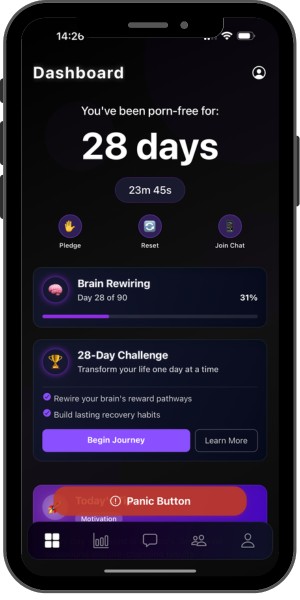 14:26
Dashboard
You've been porn-free for:
28 days
23m 45s
Pledge Reset Join Chat
Brain Rewiring
Day 28 of 90 31%
28-Day Challenge
Transform your life one day at a time
Rewire your brain's reward pathways
Build lasting recovery habits
Begin Journey Learn More
Today'
Panic Button
Motivation